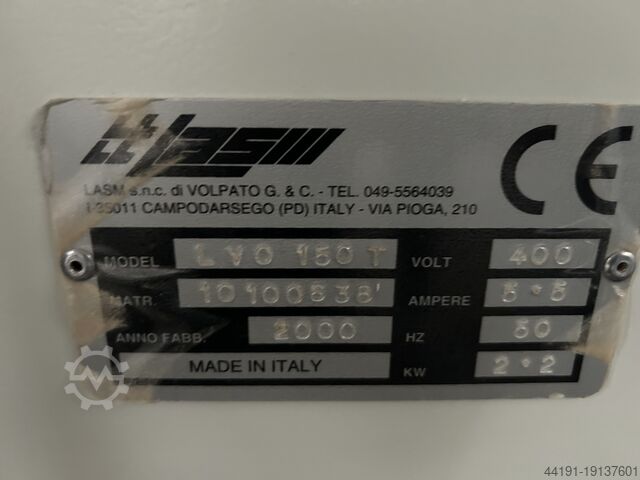 lasm
LASM s.n.c. di VOLPATO G. & C. - TEL. 049-5564039
I-35011 CAMPODARSEGO (PD) ITALY - VIA PIOGA, 210
CE
MODEL LVO 150 T VOLT 400
MATR. AMPERE 5.5
ANNO FABB. 2000 HZ 50
MADE IN ITALY KW 2.2
44191-19137601